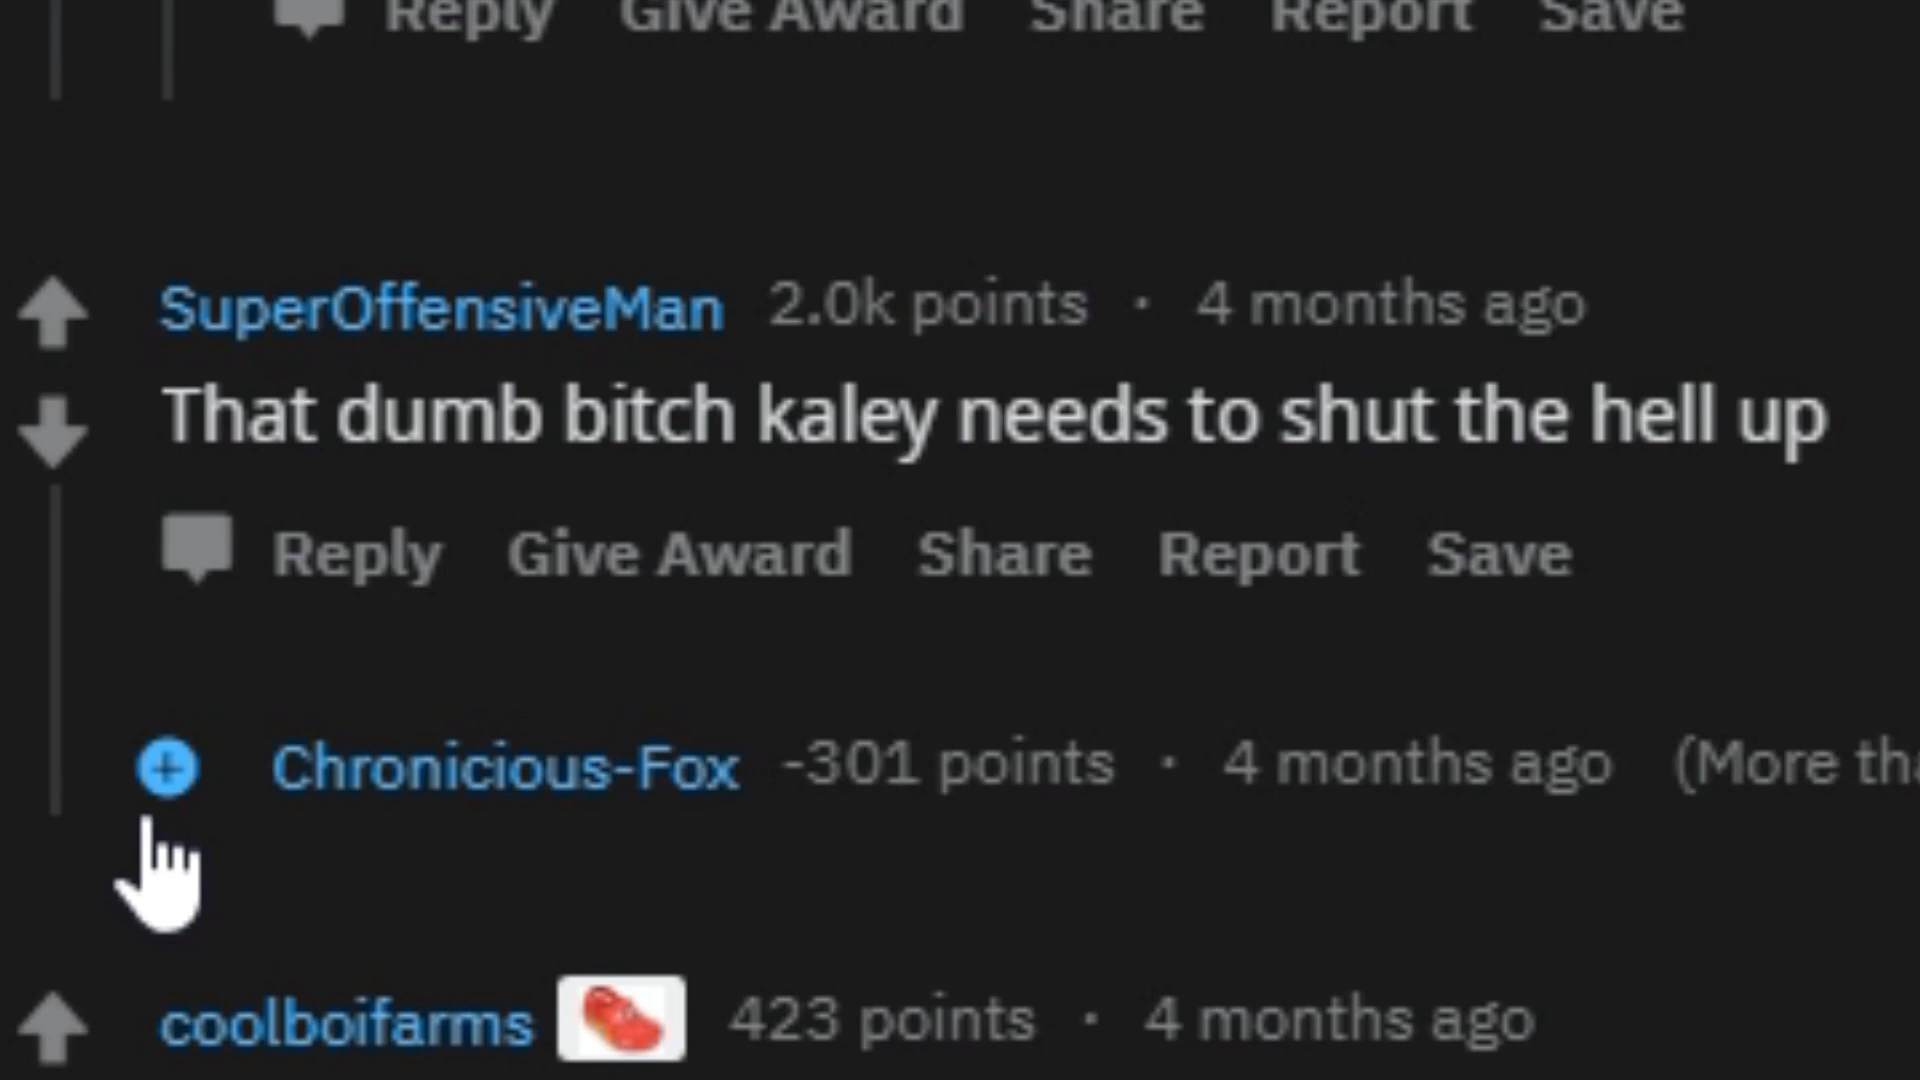 Reply Give Award Share Report Save
SuperOffensiveMan 2.0k points · 4 months ago
That dumb bitch kaley needs to shut the hell up
Reply Give Award Share Report Save
Chronicious-Fox -301 points · 4 months ago (More
coolboifarms 423 points · 4 months ago